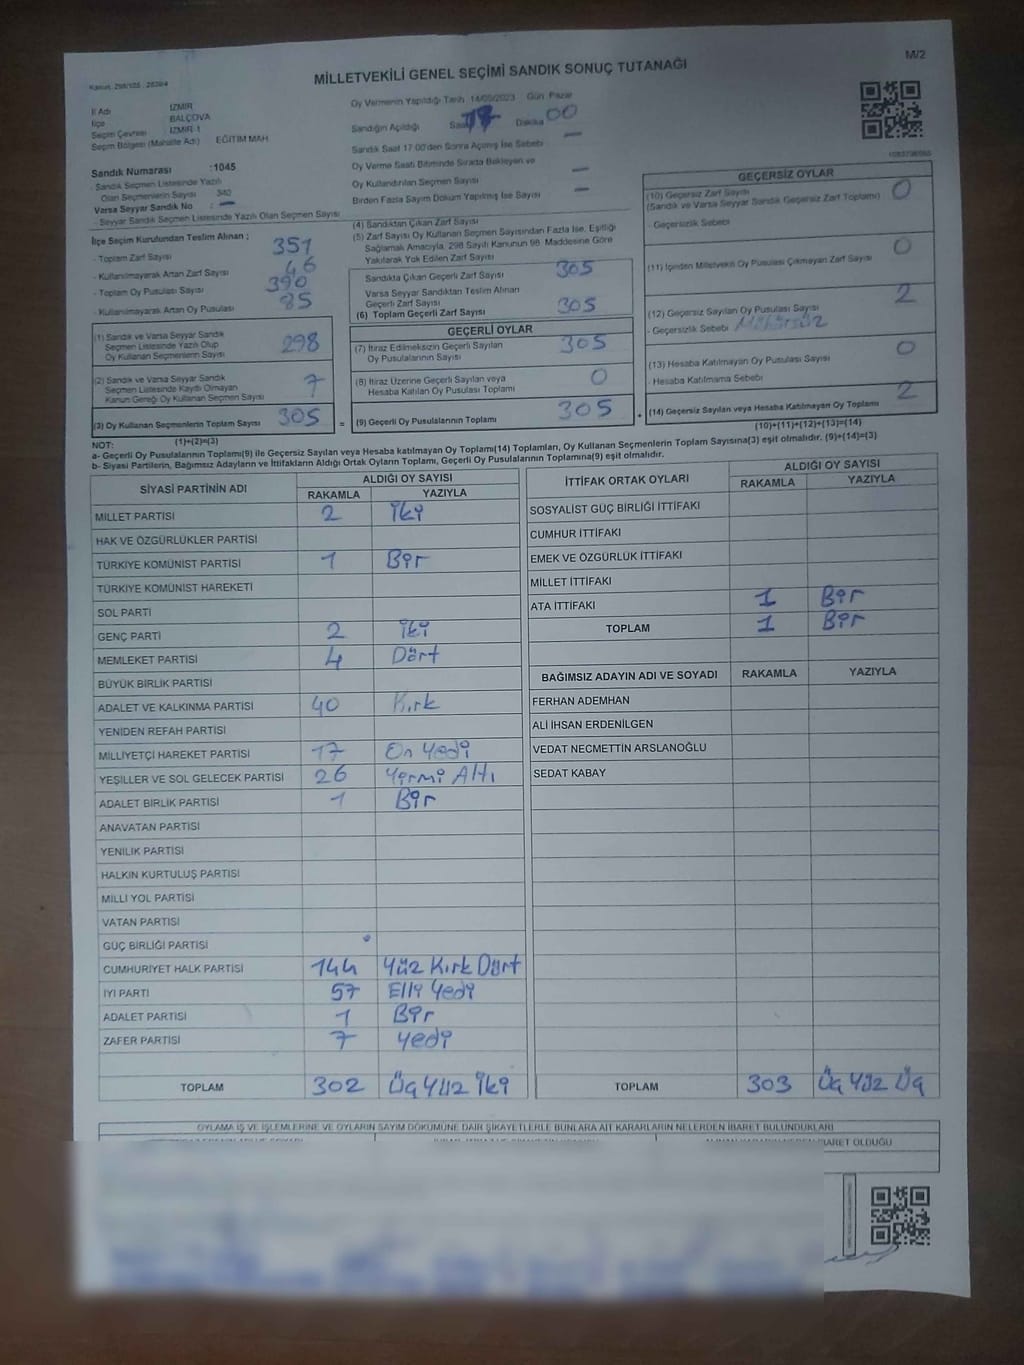 M/2
MİLLETVEKİLİ GENEL SEÇİMİ SANDIK SONUÇ TUTANAĞI
İl Adı İZMİR
İlçe BALÇOVA
Seçim Çevresi İZMİR-1
Seçim Bölgesi (Mahalle Adı) EĞİTİM MAH.
Sandık Numarası :1045
- Sandık Seçmen Listesinde Yazılı
Olan Seçmenlerin Sayısı 340
Varsa Seyyar Sandık No : -
- Seyyar Sandık Seçmen Listesinde Yazılı Olan Seçmen Sayısı
Oy Vermenin Yapıldığı Tarih 14/05/2023 Gün Pazar
Sandığın Açıldığı Saat 17 Dakika 00
Sandık Saat 17:00'den Sonra Açılmış İse Sebebi -
Oy Verme Saati Bitiminde Sırada Bekleyen ve
Oy Kullandırılan Seçmen Sayısı -
Birden Fazla Sayım Döküm Yapılmış İse Sayısı -
İlçe Seçim Kurulundan Teslim Alınan ;
- Toplam Zarf Sayısı 351
- Kullanılmayarak Artan Zarf Sayısı 46
- Toplam Oy Pusulası Sayısı 390
- Kullanılmayarak Artan Oy Pusulası 85
(1) Sandık ve Varsa Seyyar Sandık
Seçmen Listesinde Yazılı Olup
Oy Kullanan Seçmenlerin Sayısı 298
(2) Sandık ve Varsa Seyyar Sandık
Seçmen Listesinde Kayıtlı Olmayan
Kanun Gereği Oy Kullanan Seçmen Sayısı 7
(3) Oy Kullanan Seçmenlerin Toplam Sayısı 305
(1)+(2)=(3)
(4) Sandıktan Çıkan Zarf Sayısı
(5) Zarf Sayısı Oy Kullanan Seçmen Sayısından Fazla İse, Eşitliği
Sağlamak Amacıyla, 298 Sayılı Kanunun 98. Maddesine Göre
Yakılarak Yok Edilen Zarf Sayısı
Sandıkta Çıkan Geçerli Zarf Sayısı 305
Varsa Seyyar Sandıktan Teslim Alınan
Geçerli Zarf Sayısı
(6) Toplam Geçerli Zarf Sayısı 305
GEÇERLİ OYLAR
(7) İtiraz Edilmeksizin Geçerli Sayılan
Oy Pusulalarının Sayısı 305
(8) İtiraz Üzerine Geçerli Sayılan veya
Hesaba Katılan Oy Pusulası Toplamı 0
= (9) Geçerli Oy Pusulalarının Toplamı 305 +
GEÇERSİZ OYLAR
(10) Geçersiz Zarf Sayısı
(Sandık ve Varsa Seyyar Sandık Geçersiz Zarf Toplamı) 0
-Geçersizlik Sebebi
(11) İçinden Milletvekili Oy Pusulası Çıkmayan Zarf Sayısı 0
(12) Geçersiz Sayılan Oy Pusulası Sayısı 2
- Geçersizlik Sebebi Mühürsüz
(13) Hesaba Katılmayan Oy Pusulası Sayısı 0
- Hesaba Katılmama Sebebi
(14) Geçersiz Sayılan veya Hesaba Katılmayan Oy Toplamı 2
(10)+(11)+(12)+(13)=(14)
NOT:
a- Geçerli Oy Pusulalarının Toplamı(9) ile Geçersiz Sayılan veya Hesaba katılmayan Oy Toplamı(14) Toplamları, Oy Kullanan Seçmenlerin Toplam Sayısına(3) eşit olmalıdır. (9)+(14)=(3)
b- Siyasi Partilerin, Bağımsız Adayların ve İttifakların Aldığı Ortak Oyların Toplamı, Geçerli Oy Pusulalarının Toplamına(9) eşit olmalıdır.
SİYASİ PARTİNİN ADI ALDIĞI OY SAYISI
RAKAMLA YAZIYLA
MİLLET PARTİSİ 2 İki
HAK VE ÖZGÜRLÜKLER PARTİSİ
TÜRKİYE KOMÜNİST PARTİSİ 1 Bir
TÜRKİYE KOMÜNİST HAREKETİ
SOL PARTİ
GENÇ PARTİ 2 İki
MEMLEKET PARTİSİ 4 Dört
BÜYÜK BİRLİK PARTİSİ
ADALET VE KALKINMA PARTİSİ 40 Kırk
YENİDEN REFAH PARTİSİ
MİLLİYETÇİ HAREKET PARTİSİ 17 On Yedi
YEŞİLLER VE SOL GELECEK PARTİSİ 26 Yirmi Altı
ADALET BİRLİK PARTİSİ 1 Bir
ANAVATAN PARTİSİ
YENİLİK PARTİSİ
HALKIN KURTULUŞ PARTİSİ
MİLLİ YOL PARTİSİ
VATAN PARTİSİ
GÜÇ BİRLİĞİ PARTİSİ
CUMHURİYET HALK PARTİSİ 144 Yüz Kırk Dört
İYİ PARTİ 57 Elli Yedi
ADALET PARTİSİ 1 Bir
ZAFER PARTİSİ 7 Yedi
TOPLAM 302 Üç Yüz İki
İTTİFAK ORTAK OYLARI ALDIĞI OY SAYISI
RAKAMLA YAZIYLA
SOSYALİST GÜÇ BİRLİĞİ İTTİFAKI
CUMHUR İTTİFAKI
EMEK VE ÖZGÜRLÜK İTTİFAKI
MİLLET İTTİFAKI
ATA İTTİFAKI 1 Bir
TOPLAM 1 Bir
BAĞIMSIZ ADAYIN ADI VE SOYADI RAKAMLA YAZIYLA
FERHAN ADEMHAN
ALİ İHSAN ERDENİLGEN
VEDAT NECMETTİN ARSLANOĞLU
SEDAT KABAY
TOPLAM 303 Üç Yüz Üç
OYLAMA İŞ VE İŞLEMLERİNE VE OYLARIN SAYIM DÖKÜMÜNE DAİR ŞİKAYETLERLE BUNLARA AİT KARARLARIN NELERDEN İBARET BULUNDUKLARI
İBARET OLDUĞU